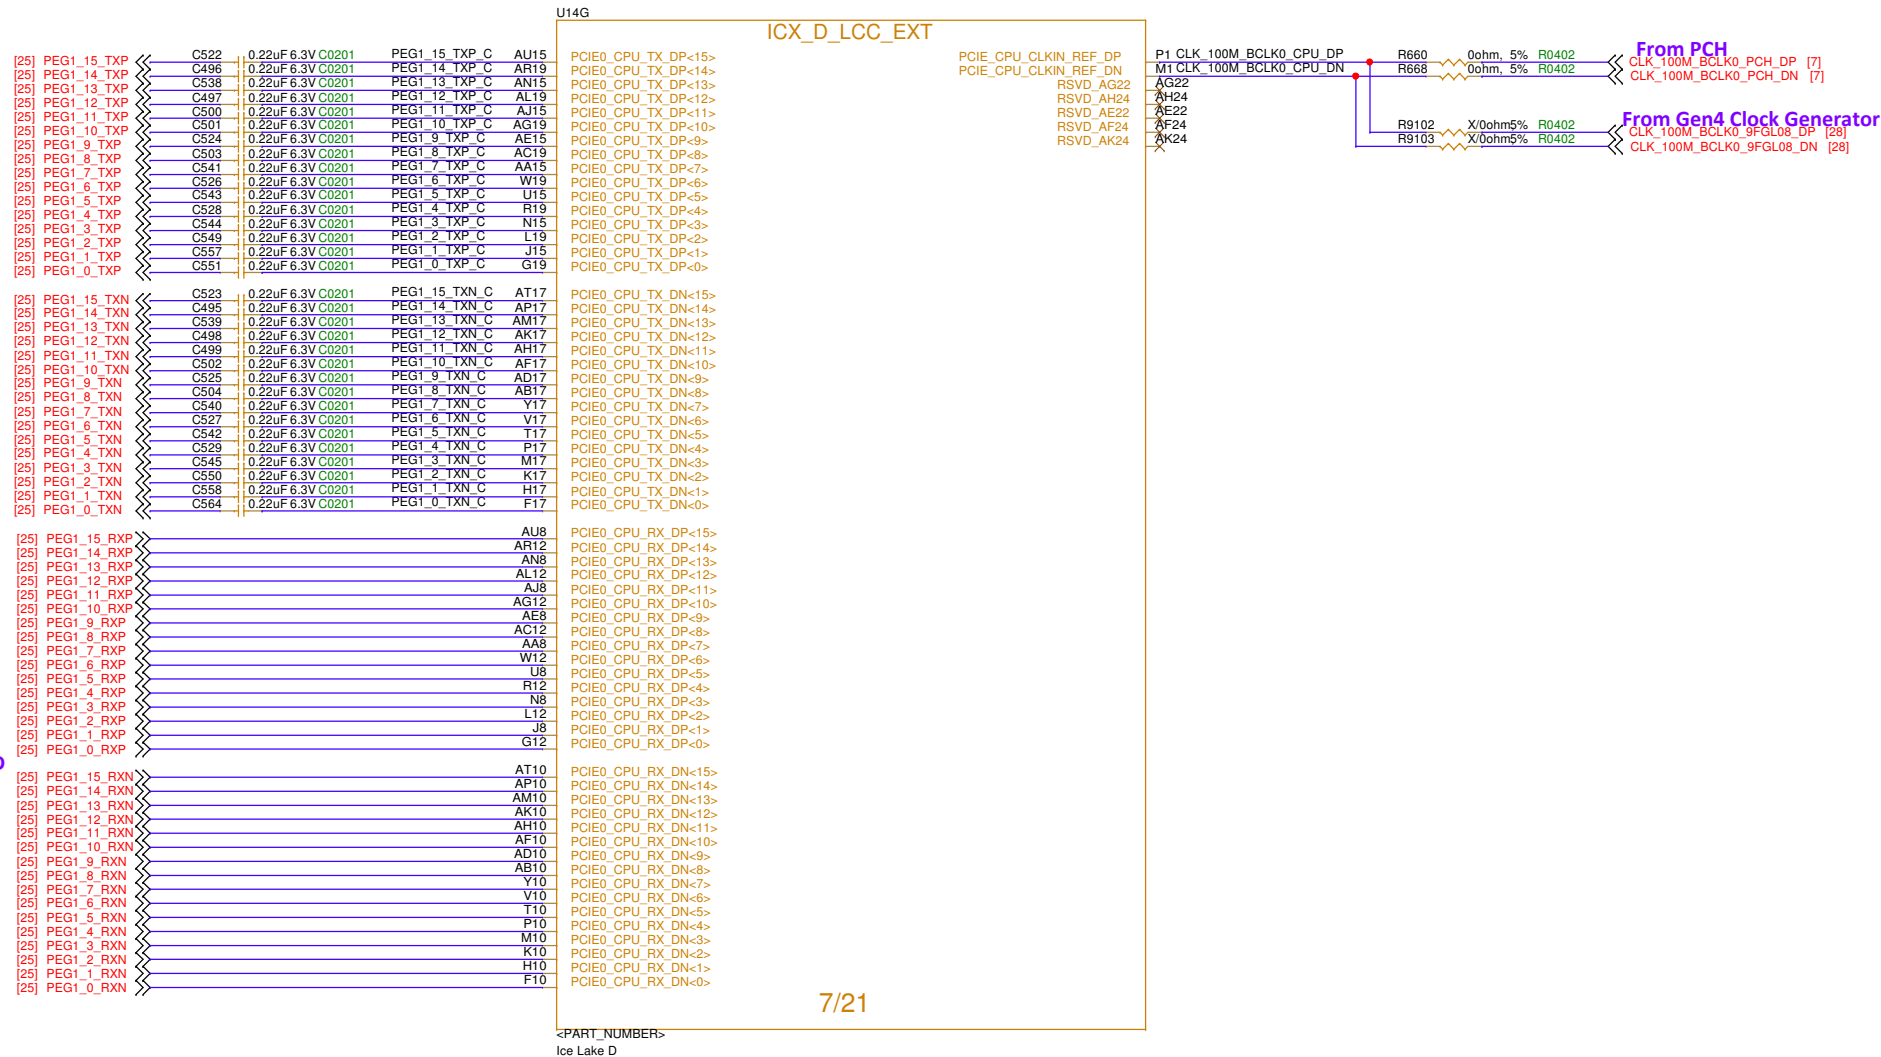 U14G
ICX_D_LCC_EXT
[25] PEG1_15_TXP C522 0.22uF 6.3V C0201 PEG1_15_TXP_C AU15 PCIE0_CPU_TX_DP<15>
[25] PEG1_14_TXP C496 0.22uF 6.3V C0201 PEG1_14_TXP_C AR19 PCIE0_CPU_TX_DP<14>
[25] PEG1_13_TXP C538 0.22uF 6.3V C0201 PEG1_13_TXP_C AN15 PCIE0_CPU_TX_DP<13>
[25] PEG1_12_TXP C497 0.22uF 6.3V C0201 PEG1_12_TXP_C AL19 PCIE0_CPU_TX_DP<12>
[25] PEG1_11_TXP C500 0.22uF 6.3V C0201 PEG1_11_TXP_C AJ15 PCIE0_CPU_TX_DP<11>
[25] PEG1_10_TXP C501 0.22uF 6.3V C0201 PEG1_10_TXP_C AG19 PCIE0_CPU_TX_DP<10>
[25] PEG1_9_TXP C524 0.22uF 6.3V C0201 PEG1_9_TXP_C AE15 PCIE0_CPU_TX_DP<9>
[25] PEG1_8_TXP C503 0.22uF 6.3V C0201 PEG1_8_TXP_C AC19 PCIE0_CPU_TX_DP<8>
[25] PEG1_7_TXP C541 0.22uF 6.3V C0201 PEG1_7_TXP_C AA15 PCIE0_CPU_TX_DP<7>
[25] PEG1_6_TXP C526 0.22uF 6.3V C0201 PEG1_6_TXP_C W19 PCIE0_CPU_TX_DP<6>
[25] PEG1_5_TXP C543 0.22uF 6.3V C0201 PEG1_5_TXP_C U15 PCIE0_CPU_TX_DP<5>
[25] PEG1_4_TXP C528 0.22uF 6.3V C0201 PEG1_4_TXP_C R19 PCIE0_CPU_TX_DP<4>
[25] PEG1_3_TXP C544 0.22uF 6.3V C0201 PEG1_3_TXP_C N15 PCIE0_CPU_TX_DP<3>
[25] PEG1_2_TXP C549 0.22uF 6.3V C0201 PEG1_2_TXP_C L19 PCIE0_CPU_TX_DP<2>
[25] PEG1_1_TXP C557 0.22uF 6.3V C0201 PEG1_1_TXP_C J15 PCIE0_CPU_TX_DP<1>
[25] PEG1_0_TXP C551 0.22uF 6.3V C0201 PEG1_0_TXP_C G19 PCIE0_CPU_TX_DP<0>
[25] PEG1_15_TXN C523 0.22uF 6.3V C0201 PEG1_15_TXN_C AT17 PCIE0_CPU_TX_DN<15>
[25] PEG1_14_TXN C495 0.22uF 6.3V C0201 PEG1_14_TXN_C AP17 PCIE0_CPU_TX_DN<14>
[25] PEG1_13_TXN C539 0.22uF 6.3V C0201 PEG1_13_TXN_C AM17 PCIE0_CPU_TX_DN<13>
[25] PEG1_12_TXN C498 0.22uF 6.3V C0201 PEG1_12_TXN_C AK17 PCIE0_CPU_TX_DN<12>
[25] PEG1_11_TXN C499 0.22uF 6.3V C0201 PEG1_11_TXN_C AH17 PCIE0_CPU_TX_DN<11>
[25] PEG1_10_TXN C502 0.22uF 6.3V C0201 PEG1_10_TXN_C AF17 PCIE0_CPU_TX_DN<10>
[25] PEG1_9_TXN C525 0.22uF 6.3V C0201 PEG1_9_TXN_C AD17 PCIE0_CPU_TX_DN<9>
[25] PEG1_8_TXN C504 0.22uF 6.3V C0201 PEG1_8_TXN_C AB17 PCIE0_CPU_TX_DN<8>
[25] PEG1_7_TXN C540 0.22uF 6.3V C0201 PEG1_7_TXN_C Y17 PCIE0_CPU_TX_DN<7>
[25] PEG1_6_TXN C527 0.22uF 6.3V C0201 PEG1_6_TXN_C V17 PCIE0_CPU_TX_DN<6>
[25] PEG1_5_TXN C542 0.22uF 6.3V C0201 PEG1_5_TXN_C T17 PCIE0_CPU_TX_DN<5>
[25] PEG1_4_TXN C529 0.22uF 6.3V C0201 PEG1_4_TXN_C P17 PCIE0_CPU_TX_DN<4>
[25] PEG1_3_TXN C545 0.22uF 6.3V C0201 PEG1_3_TXN_C M17 PCIE0_CPU_TX_DN<3>
[25] PEG1_2_TXN C550 0.22uF 6.3V C0201 PEG1_2_TXN_C K17 PCIE0_CPU_TX_DN<2>
[25] PEG1_1_TXN C558 0.22uF 6.3V C0201 PEG1_1_TXN_C H17 PCIE0_CPU_TX_DN<1>
[25] PEG1_0_TXN C564 0.22uF 6.3V C0201 PEG1_0_TXN_C F17 PCIE0_CPU_TX_DN<0>
[25] PEG1_15_RXP AU8 PCIE0_CPU_RX_DP<15>
[25] PEG1_14_RXP AR12 PCIE0_CPU_RX_DP<14>
[25] PEG1_13_RXP AN8 PCIE0_CPU_RX_DP<13>
[25] PEG1_12_RXP AL12 PCIE0_CPU_RX_DP<12>
[25] PEG1_11_RXP AJ8 PCIE0_CPU_RX_DP<11>
[25] PEG1_10_RXP AG12 PCIE0_CPU_RX_DP<10>
[25] PEG1_9_RXP AE8 PCIE0_CPU_RX_DP<9>
[25] PEG1_8_RXP AC12 PCIE0_CPU_RX_DP<8>
[25] PEG1_7_RXP AA8 PCIE0_CPU_RX_DP<7>
[25] PEG1_6_RXP W12 PCIE0_CPU_RX_DP<6>
[25] PEG1_5_RXP U8 PCIE0_CPU_RX_DP<5>
[25] PEG1_4_RXP R12 PCIE0_CPU_RX_DP<4>
[25] PEG1_3_RXP N8 PCIE0_CPU_RX_DP<3>
[25] PEG1_2_RXP L12 PCIE0_CPU_RX_DP<2>
[25] PEG1_1_RXP J8 PCIE0_CPU_RX_DP<1>
[25] PEG1_0_RXP G12 PCIE0_CPU_RX_DP<0>
[25] PEG1_15_RXN AT10 PCIE0_CPU_RX_DN<15>
[25] PEG1_14_RXN AP10 PCIE0_CPU_RX_DN<14>
[25] PEG1_13_RXN AM10 PCIE0_CPU_RX_DN<13>
[25] PEG1_12_RXN AK10 PCIE0_CPU_RX_DN<12>
[25] PEG1_11_RXN AH10 PCIE0_CPU_RX_DN<11>
[25] PEG1_10_RXN AF10 PCIE0_CPU_RX_DN<10>
[25] PEG1_9_RXN AD10 PCIE0_CPU_RX_DN<9>
[25] PEG1_8_RXN AB10 PCIE0_CPU_RX_DN<8>
[25] PEG1_7_RXN Y10 PCIE0_CPU_RX_DN<7>
[25] PEG1_6_RXN V10 PCIE0_CPU_RX_DN<6>
[25] PEG1_5_RXN T10 PCIE0_CPU_RX_DN<5>
[25] PEG1_4_RXN P10 PCIE0_CPU_RX_DN<4>
[25] PEG1_3_RXN M10 PCIE0_CPU_RX_DN<3>
[25] PEG1_2_RXN K10 PCIE0_CPU_RX_DN<2>
[25] PEG1_1_RXN H10 PCIE0_CPU_RX_DN<1>
[25] PEG1_0_RXN F10 PCIE0_CPU_RX_DN<0>
From PCH
PCIE_CPU_CLKIN_REF_DP P1 CLK_100M_BCLK0_CPU_DP R660 0ohm, 5% R0402 CLK_100M_BCLK0_PCH_DP [7]
PCIE_CPU_CLKIN_REF_DN M1 CLK_100M_BCLK0_CPU_DN R668 0ohm, 5% R0402 CLK_100M_BCLK0_PCH_DN [7]
RSVD_AG22 AG22
RSVD_AH24 AH24
RSVD_AE22 AE22
RSVD_AF24 AF24
RSVD_AK24 AK24
From Gen4 Clock Generator
R9102 X/0ohm5% R0402 CLK_100M_BCLK0_9FGL08_DP [28]
R9103 X/0ohm5% R0402 CLK_100M_BCLK0_9FGL08_DN [28]
7/21
<PART_NUMBER>
Ice Lake D